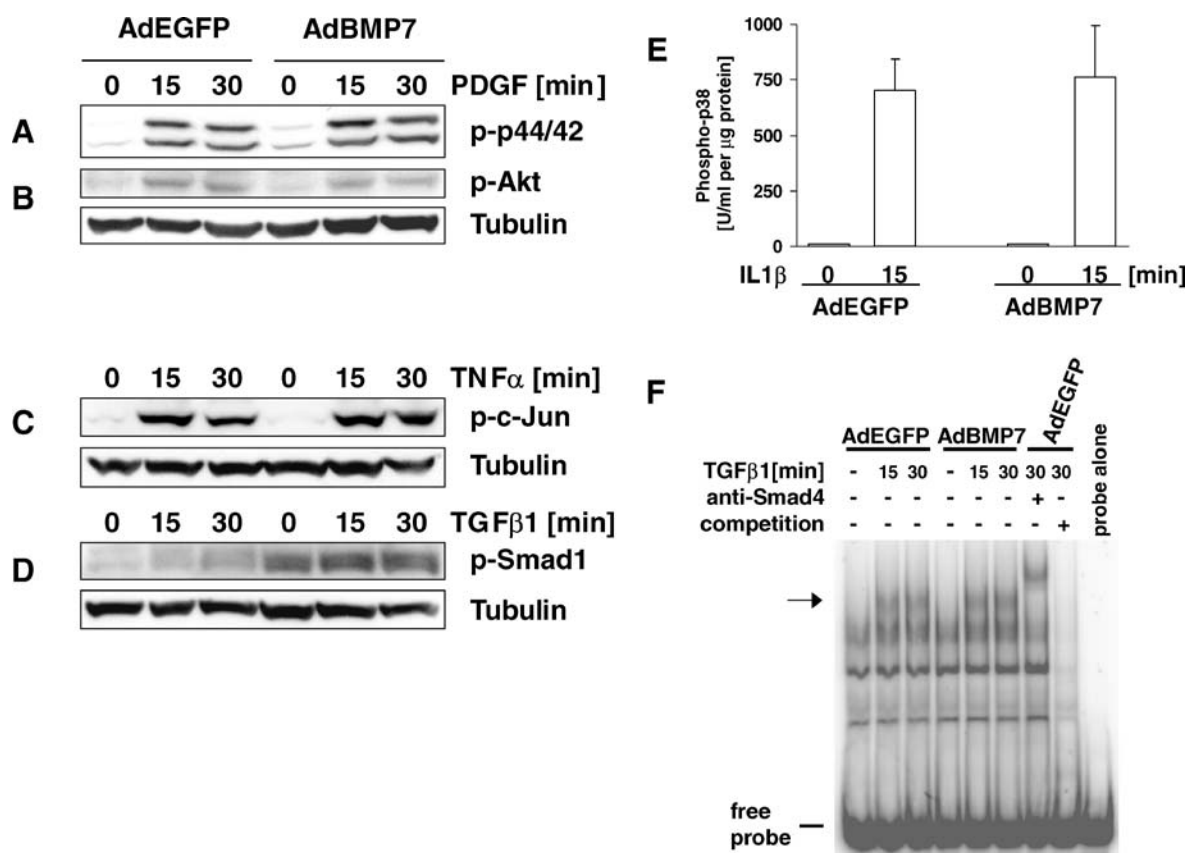 AdEGFP AdBMP7
0 15 30 0 15 30 PDGF [min]
A p-p44/42
B p-Akt
Tubulin
0 15 30 0 15 30 TNFα [min]
C p-c-Jun
Tubulin
0 15 30 0 15 30 TGFβ1 [min]
D p-Smad1
Tubulin
E
Phospho-p38
[U/ml per μg protein]
1000
750
500
250
0
IL1β 0 15 0 15 [min]
AdEGFP AdBMP7
F
AdEGFP AdBMP7 AdEGFP probe alone
TGFβ1[min] - 15 30 - 15 30 30 30
anti-Smad4 - - - - - - + -
competition - - - - - - - +
free
probe